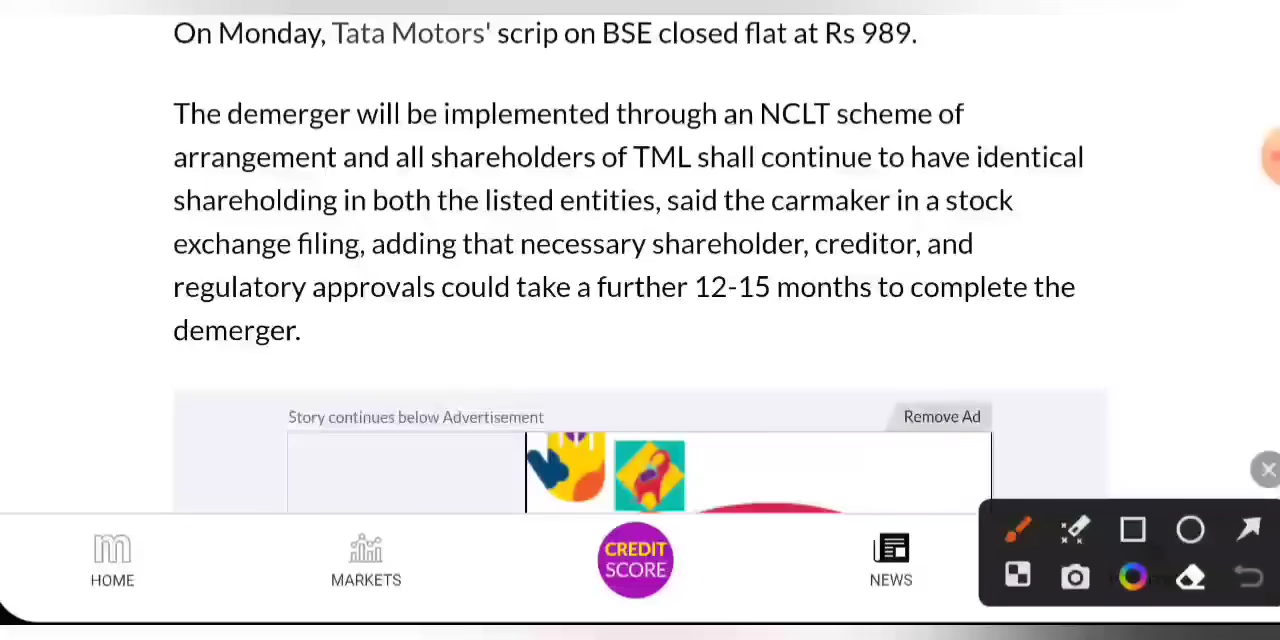 On Monday, Tata Motors' scrip on BSE closed flat at Rs 989.
The demerger will be implemented through an NCLT scheme of
arrangement and all shareholders of TML shall continue to have identical
shareholding in both the listed entities, said the carmaker in a stock
exchange filing, adding that necessary shareholder, creditor, and
regulatory approvals could take a further 12-15 months to complete the
demerger.
Story continues below Advertisement
Remove Ad
m
HOME
MARKETS
CREDIT
SCORE
NEWS